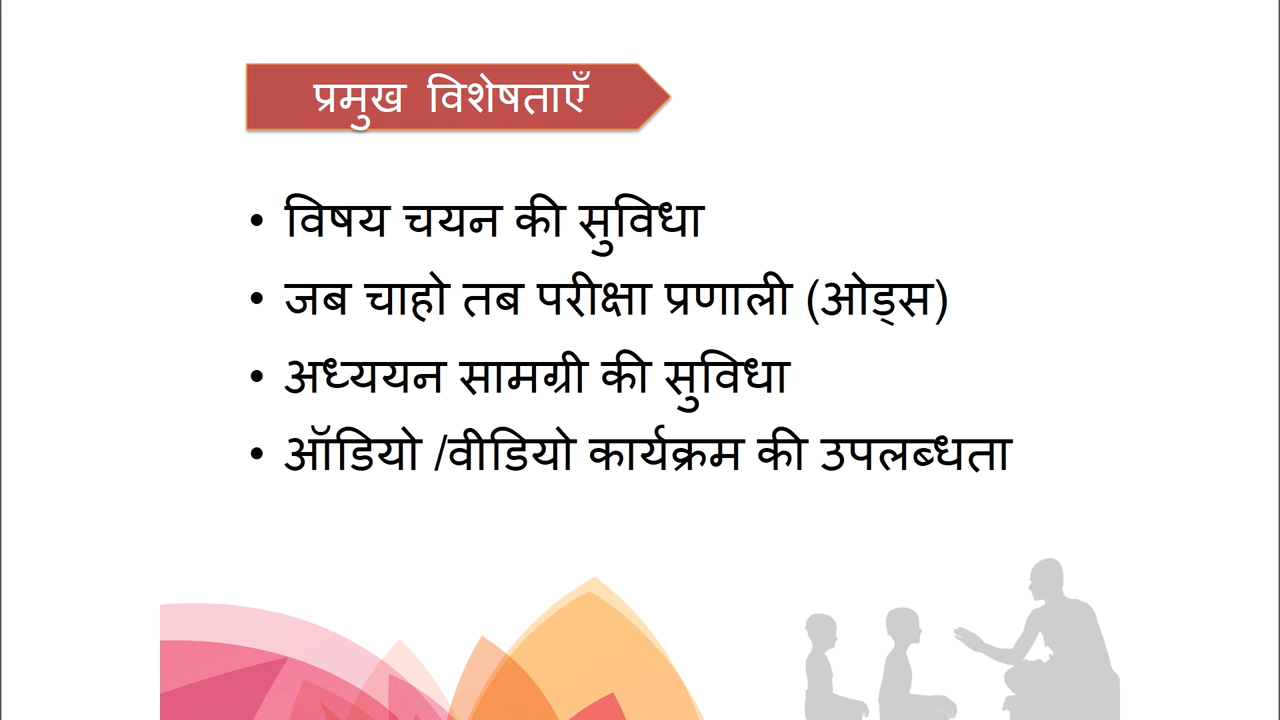 प्रमुख विशेषताएँ
• विषय चयन की सुविधा
• जब चाहो तब परीक्षा प्रणाली (ओड्स)
• अध्ययन सामग्री की सुविधा
• ऑडियो /वीडियो कार्यक्रम की उपलब्धता